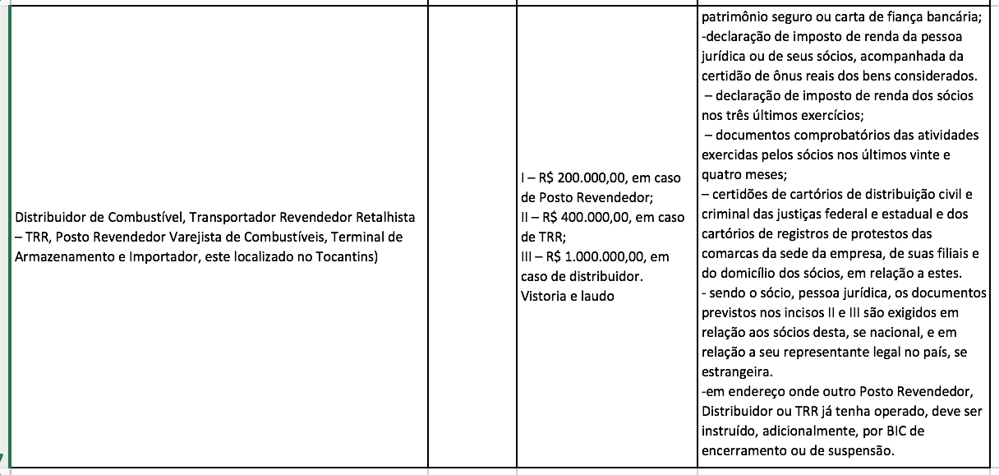 Distribuidor de Combustível, Transportador Revendedor Retalhista
– TRR, Posto Revendedor Varejista de Combustíveis, Terminal de
Armazenamento e Importador, este localizado no Tocantins)
I – R$ 200.000,00, em caso
de Posto Revendedor;
II – R$ 400.000,00, em caso
de TRR;
III – R$ 1.000.000,00, em
caso de distribuidor.
Vistoria e laudo
patrimônio seguro ou carta de fiança bancária;
-declaração de imposto de renda da pessoa
jurídica ou de seus sócios, acompanhada da
certidão de ônus reais dos bens considerados.
– declaração de imposto de renda dos sócios
nos três últimos exercícios;
– documentos comprobatórios das atividades
exercidas pelos sócios nos últimos vinte e
quatro meses;
– certidões de cartórios de distribuição civil e
criminal das justiças federal e estadual e dos
cartórios de registros de protestos das
comarcas da sede da empresa, de suas filiais e
do domicílio dos sócios, em relação a estes.
- sendo o sócio, pessoa jurídica, os documentos
previstos nos incisos II e III são exigidos em
relação aos sócios desta, se nacional, e em
relação a seu representante legal no país, se
estrangeira.
-em endereço onde outro Posto Revendedor,
Distribuidor ou TRR já tenha operado, deve ser
instruído, adicionalmente, por BIC de
encerramento ou de suspensão.